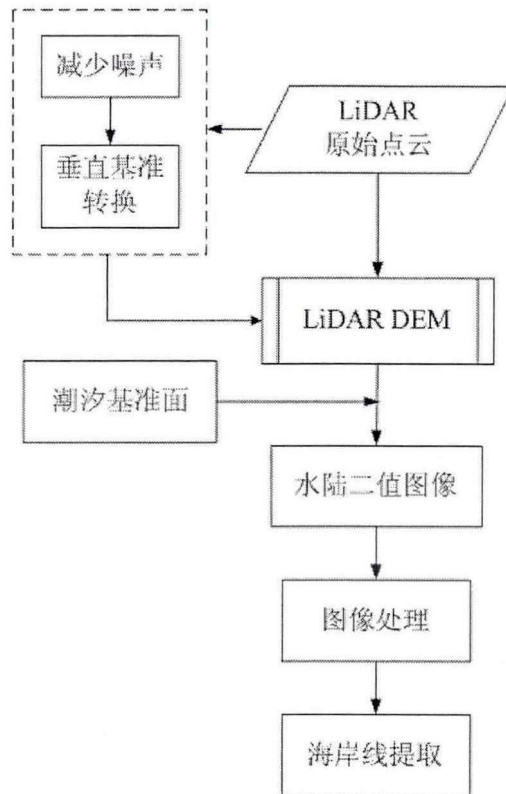 减少噪声
垂直基准
转换
LiDAR
原始点云
LiDAR DEM
潮汐基准面
水陆二值图像
图像处理
海岸线提取